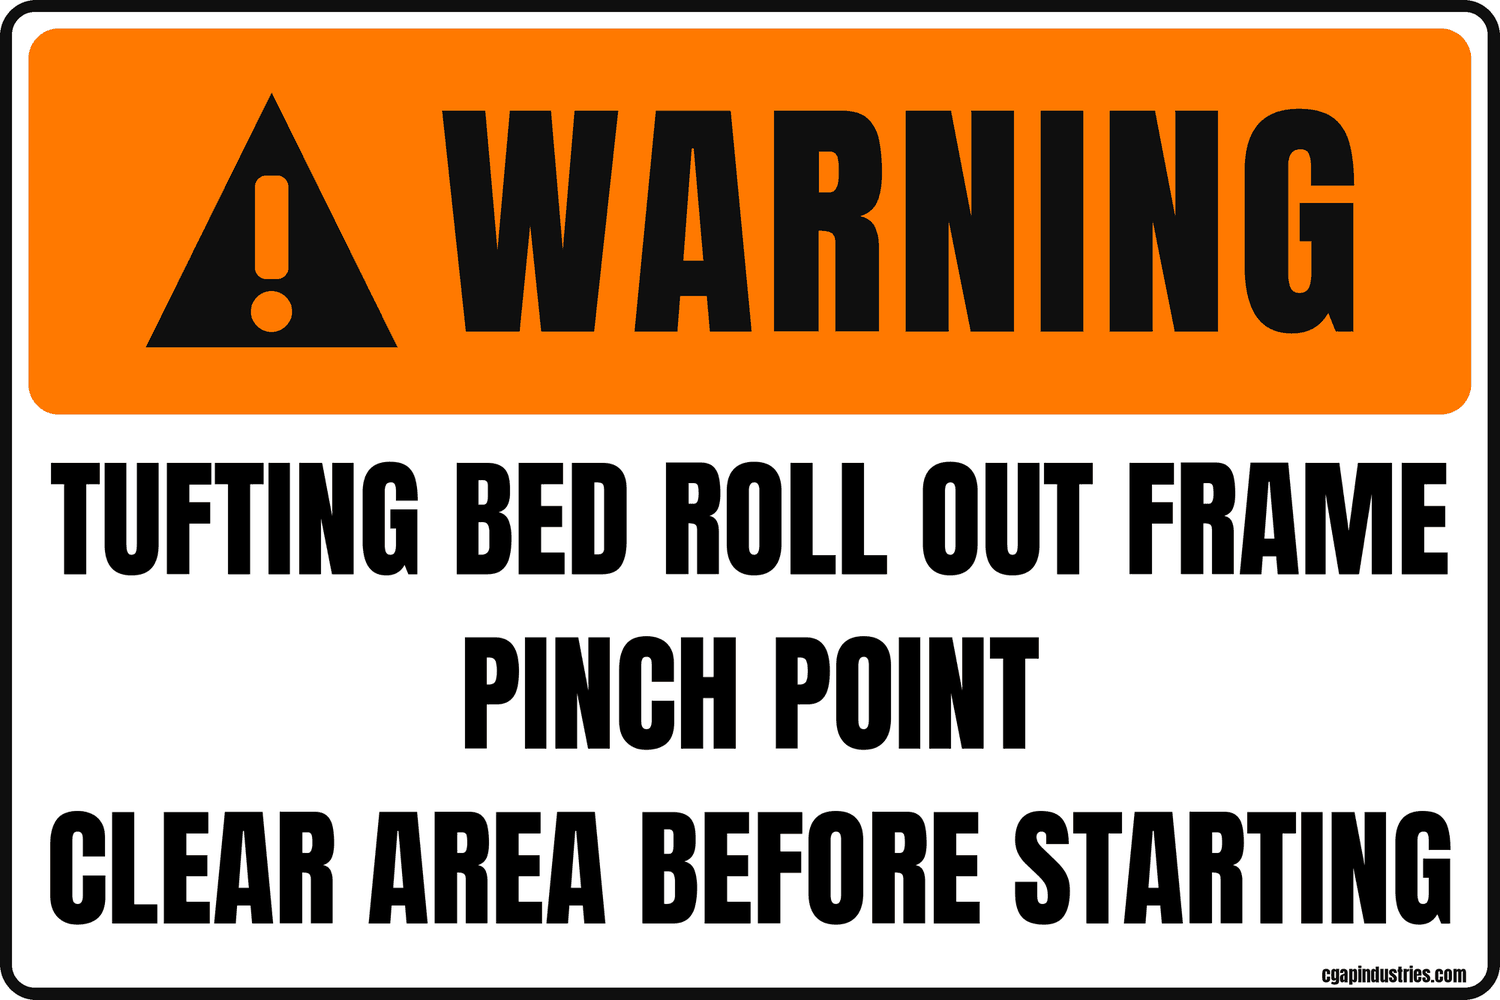 WARNING
TUFTING BED ROLL OUT FRAME
PINCH POINT
CLEAR AREA BEFORE STARTING
cgapindustries.com